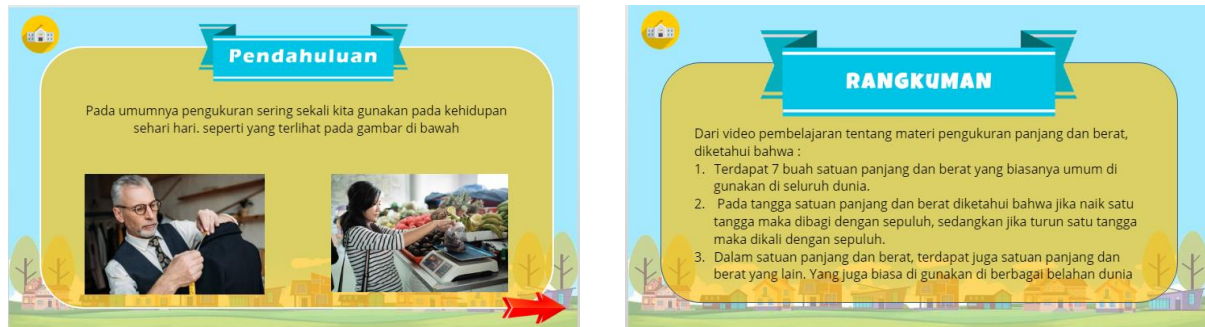 Pendahuluan
Pada umumnya pengukuran sering sekali kita gunakan pada kehidupan
sehari hari. seperti yang terlihat pada gambar di bawah
RANGKUMAN
Dari video pembelajaran tentang materi pengukuran panjang dan berat,
diketahui bahwa :
1. Terdapat 7 buah satuan panjang dan berat yang biasanya umum di
gunakan di seluruh dunia.
2. Pada tangga satuan panjang dan berat diketahui bahwa jika naik satu
tangga maka dibagi dengan sepuluh, sedangkan jika turun satu tangga
maka dikali dengan sepuluh.
3. Dalam satuan panjang dan berat, terdapat juga satuan panjang dan
berat yang lain. Yang juga biasa di gunakan di berbagai belahan dunia